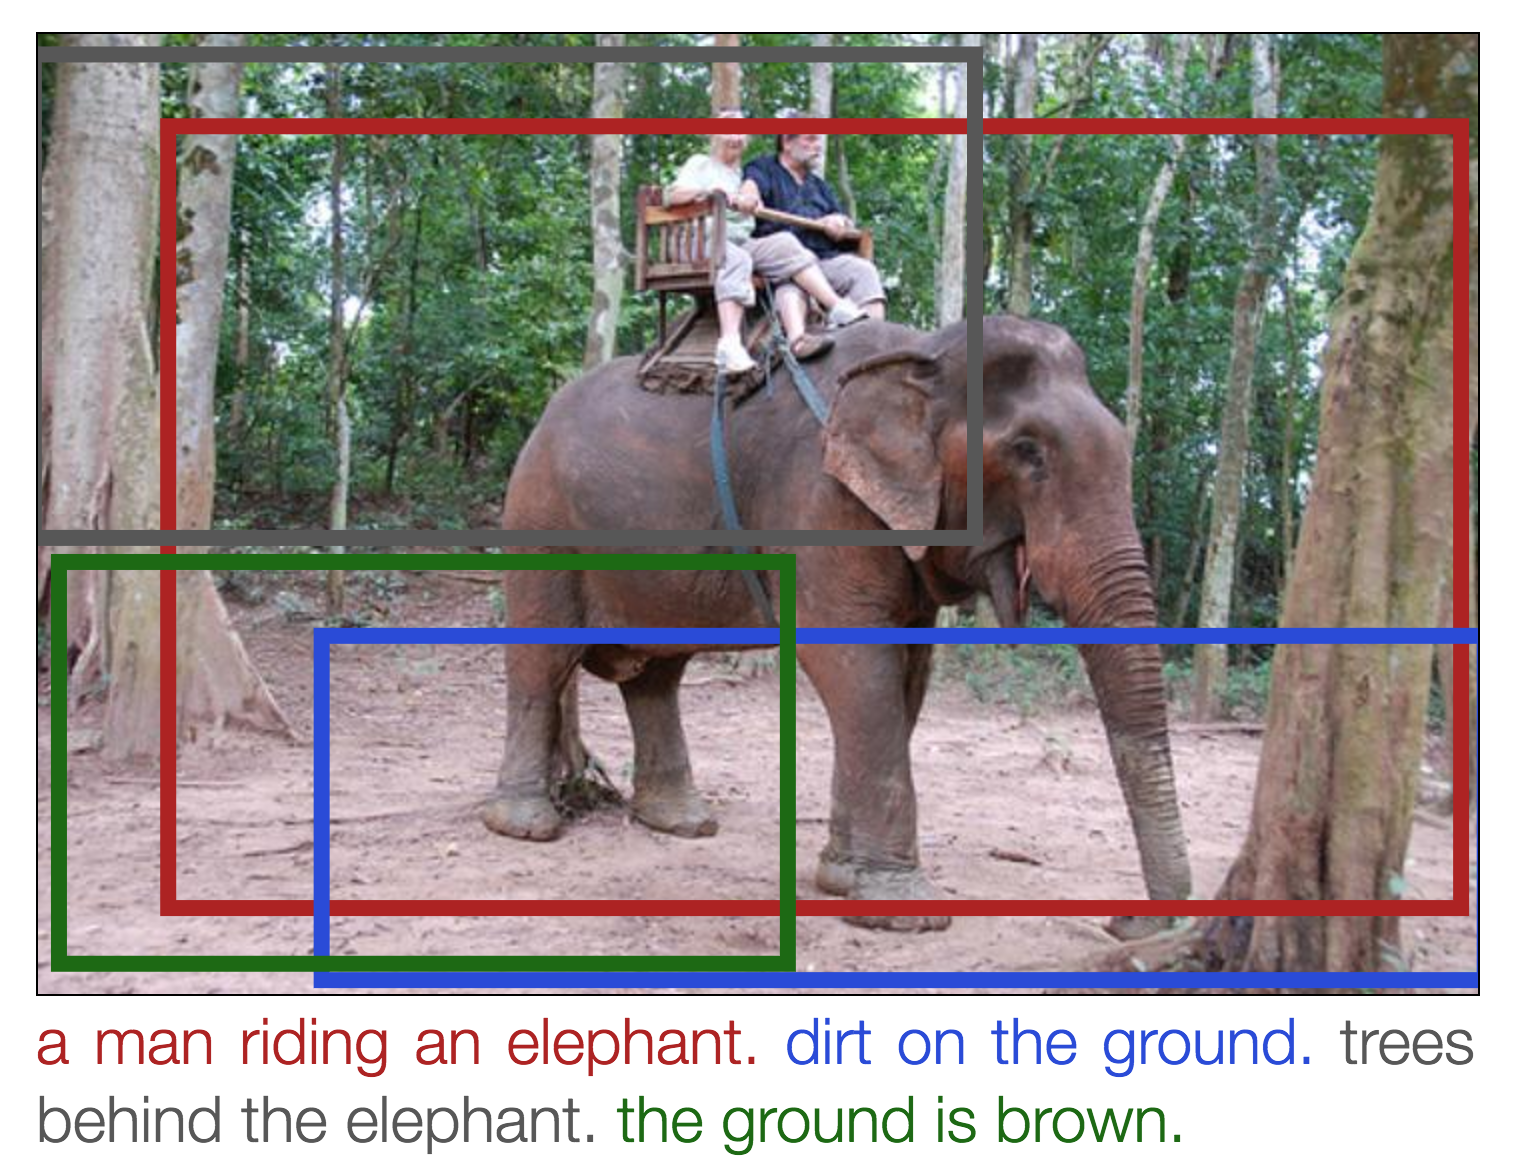 a man riding an elephant. dirt on the ground. trees
behind the elephant. the ground is brown.